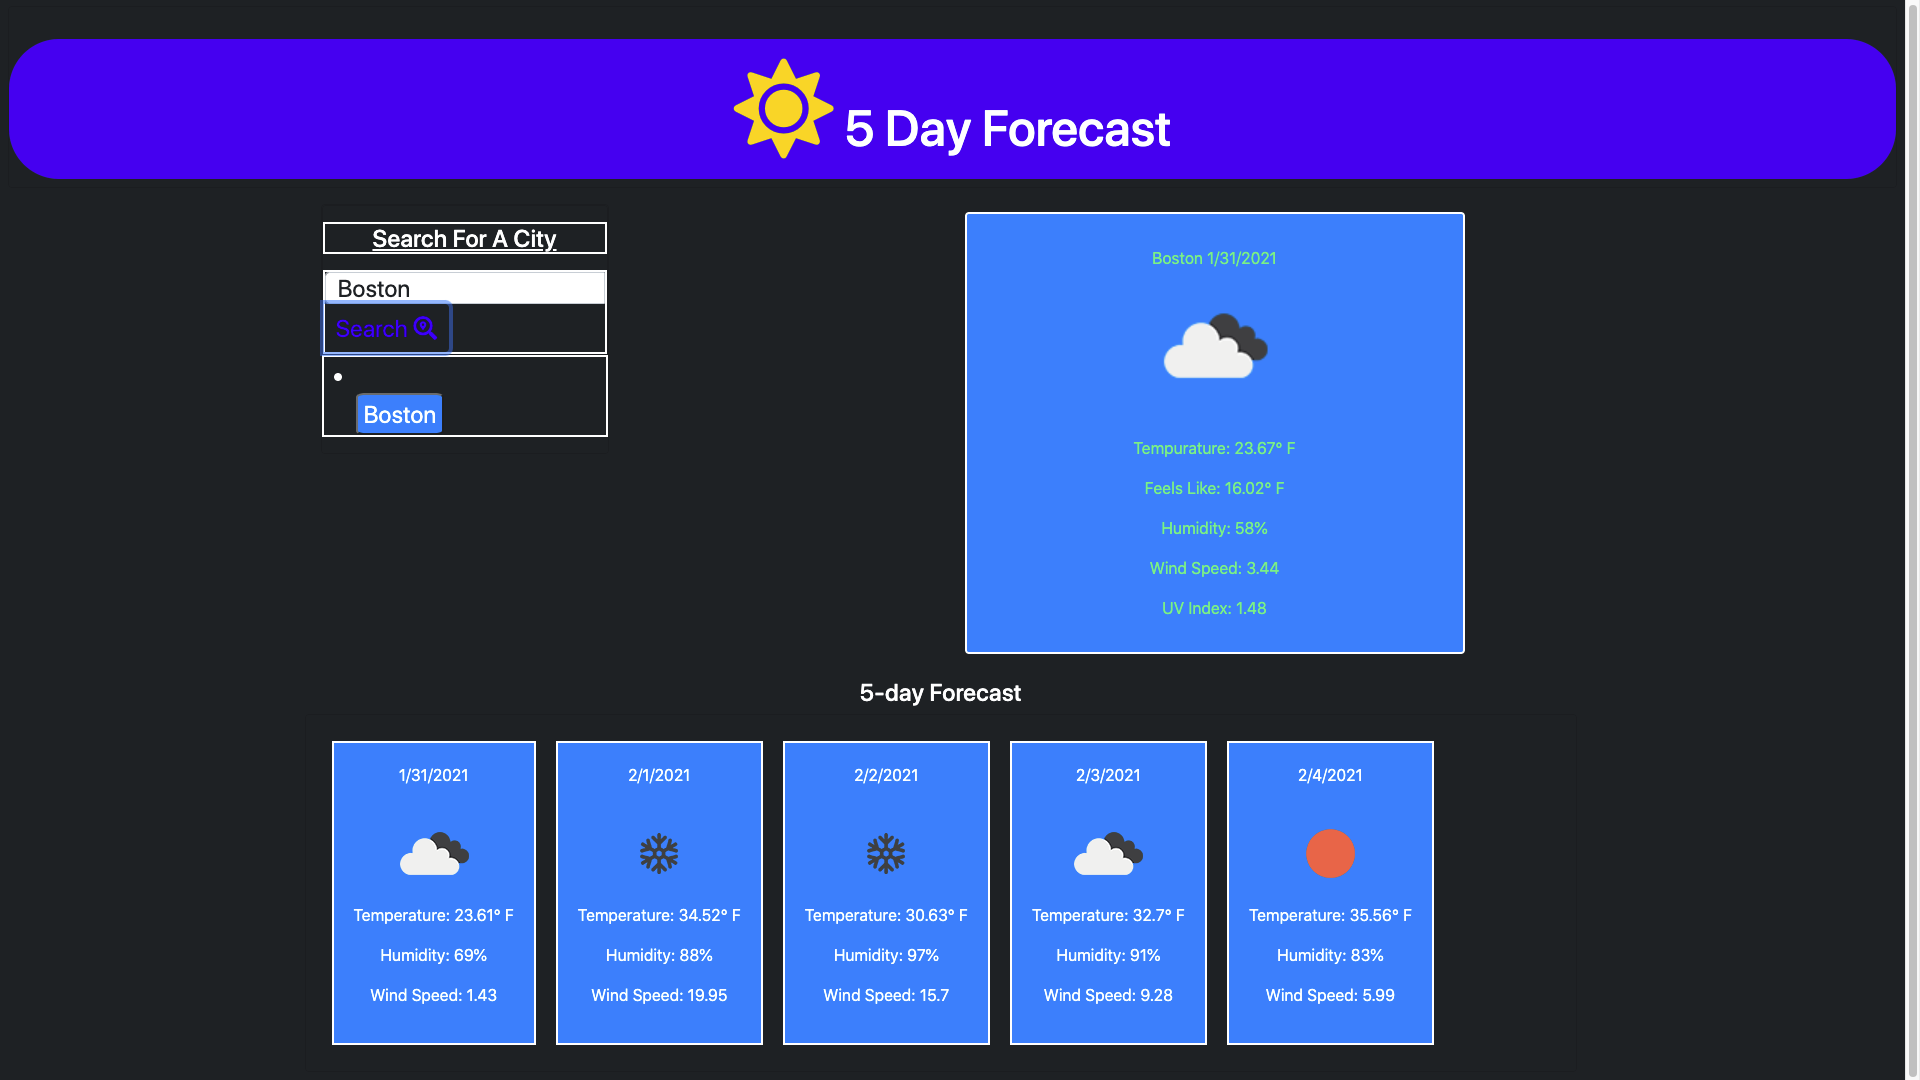 5 Day Forecast
Search For A City
Boston
Search
Boston
Boston 1/31/2021
Tempurature: 23.67° F
Feels Like: 16.02° F
Humidity: 58%
Wind Speed: 3.44
UV Index: 1.48
5-day Forecast
1/31/2021
Temperature: 23.61° F
Humidity: 69%
Wind Speed: 1.43
2/1/2021
Temperature: 34.52° F
Humidity: 88%
Wind Speed: 19.95
2/2/2021
Temperature: 30.63° F
Humidity: 97%
Wind Speed: 15.7
2/3/2021
Temperature: 32.7° F
Humidity: 91%
Wind Speed: 9.28
2/4/2021
Temperature: 35.56° F
Humidity: 83%
Wind Speed: 5.99